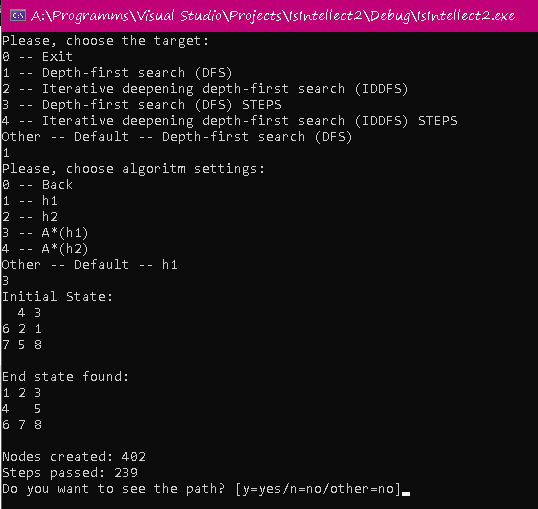 A:\Programms\Visual Studio\Projects\IsIntellect2\Debug\IsIntellect2.exe
Please, choose the target:
0 -- Exit
1 -- Depth-first search (DFS)
2 -- Iterative deepening depth-first search (IDDFS)
3 -- Depth-first search (DFS) STEPS
4 -- Iterative deepening depth-first search (IDDFS) STEPS
Other -- Default -- Depth-first search (DFS)
1
Please, choose algoritm settings:
0 -- Back
1 -- h1
2 -- h2
3 -- A*(h1)
4 -- A*(h2)
Other -- Default -- h1
3
Initial State:
  4 3
6 2 1
7 5 8
End state found:
1 2 3
4   5
6 7 8
Nodes created: 402
Steps passed: 239
Do you want to see the path? [y=yes/n=no/other=no]